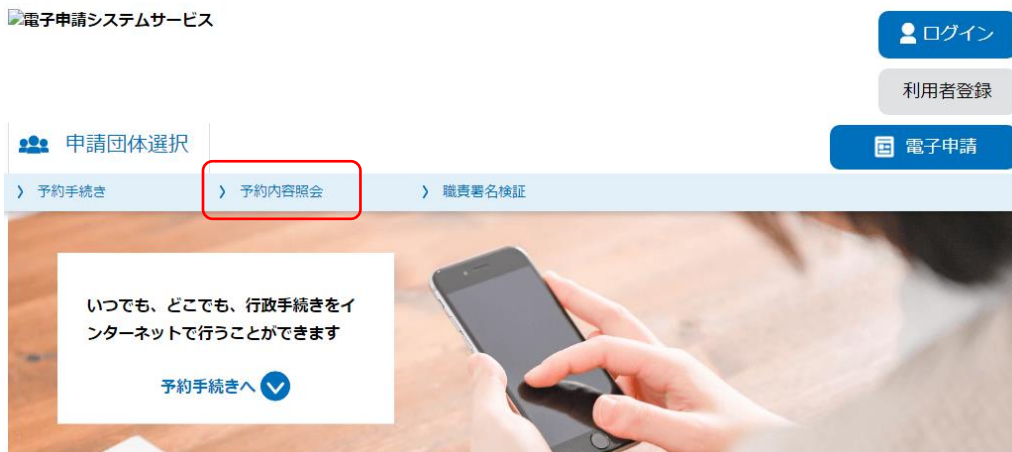 電子申請システムサービス
ログイン
利用者登録
申請団体選択
電子申請
予約手続き
予約内容照会
職責署名検証
いつでも、どこでも、行政手続きをイ
ンターネットで行うことができます
予約手続きへ